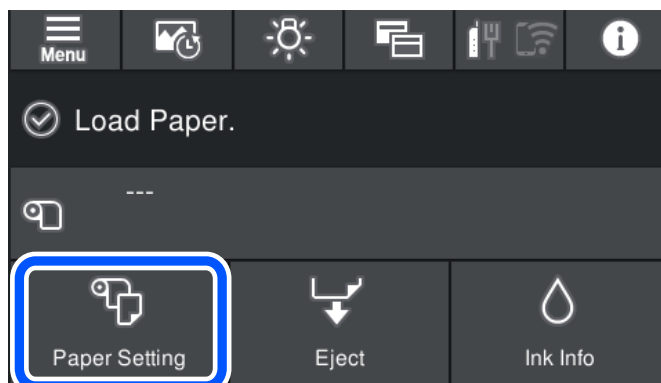 Menu
Load Paper.
---
Paper Setting
Eject
Ink Info